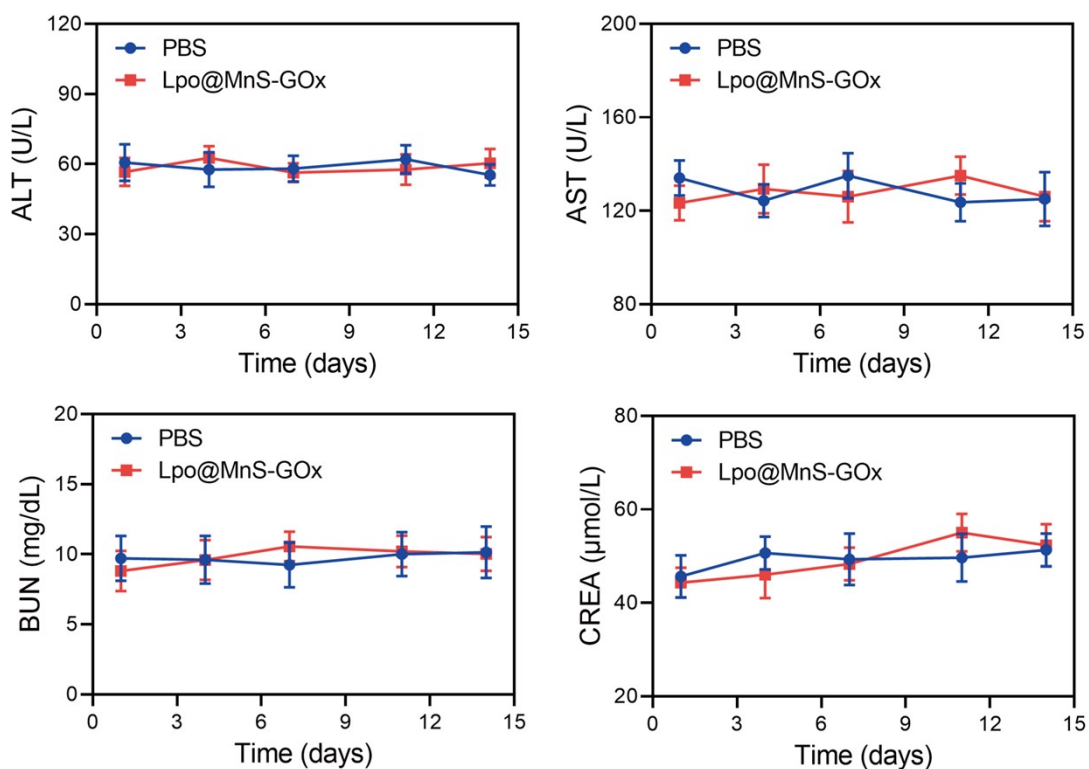 ALT (U/L)
120
90
60
30
0
PBS
Lpo@MnS-GOx
0 3 6 9 12 15
Time (days)
AST (U/L)
200
160
120
80
PBS
Lpo@MnS-GOx
0 3 6 9 12 15
Time (days)
BUN (mg/dL)
20
15
10
5
0
PBS
Lpo@MnS-GOx
0 3 6 9 12 15
Time (days)
CREA (μmol/L)
80
60
40
20
PBS
Lpo@MnS-GOx
0 3 6 9 12 15
Time (days)